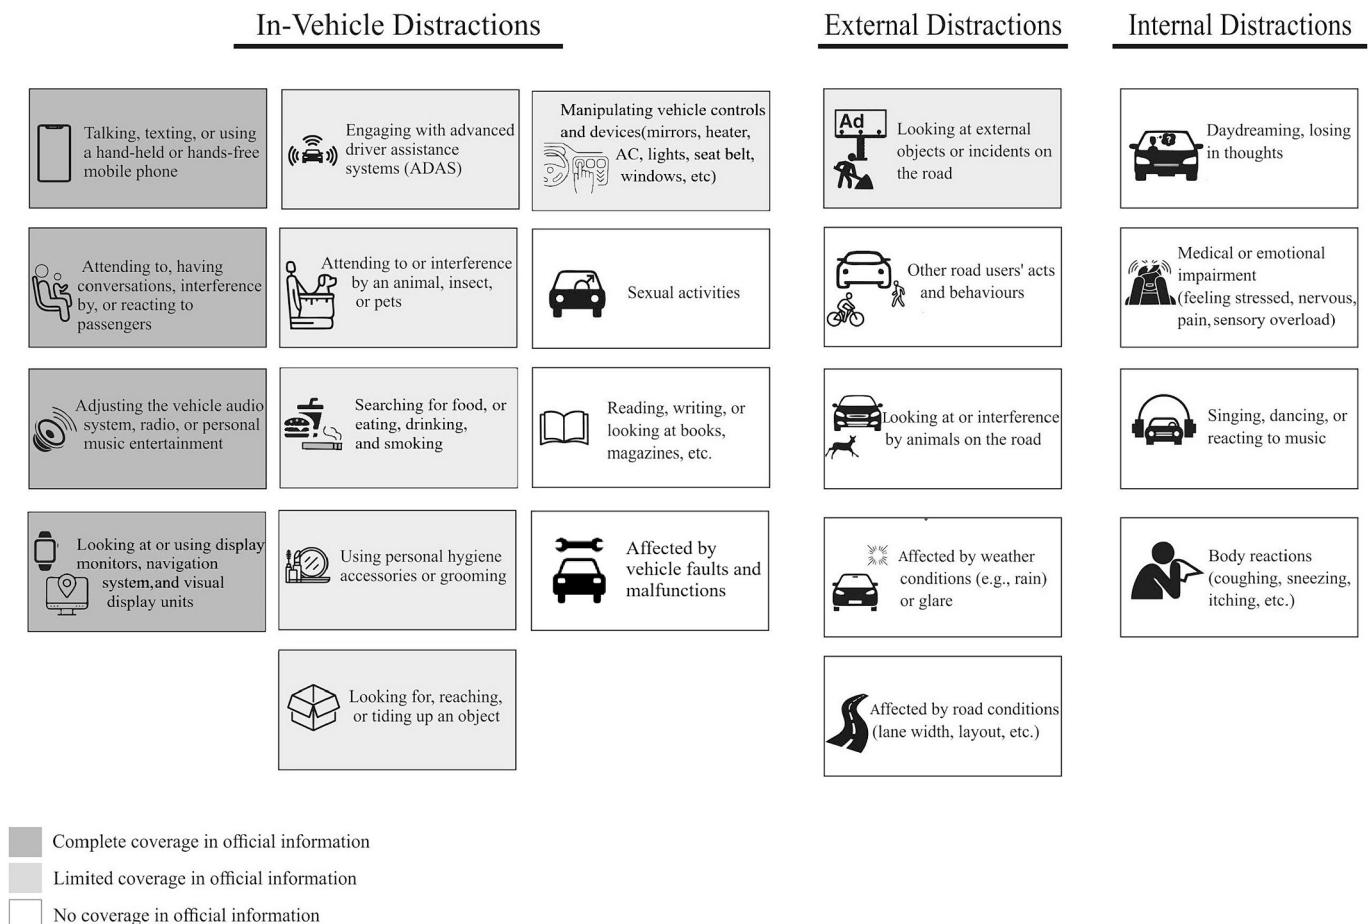 In-Vehicle Distractions
Talking, texting, or using
a hand-held or hands-free
mobile phone
Engaging with advanced
driver assistance
systems (ADAS)
Manipulating vehicle controls
and devices(mirrors, heater,
AC, lights, seat belt,
windows, etc)
Attending to, having
conversations, interference
by, or reacting to
passengers
Attending to or interference
by an animal, insect,
or pets
Sexual activities
Adjusting the vehicle audio
system, radio, or personal
music entertainment
Searching for food, or
eating, drinking,
and smoking
Reading, writing, or
looking at books,
magazines, etc.
Looking at or using display
monitors, navigation
system,and visual
display units
Using personal hygiene
accessories or grooming
Affected by
vehicle faults and
malfunctions
Looking for, reaching,
or tiding up an object
External Distractions
Ad
Looking at external
objects or incidents on
the road
Other road users' acts
and behaviours
Looking at or interference
by animals on the road
Affected by weather
conditions (e.g., rain)
or glare
Affected by road conditions
(lane width, layout, etc.)
Internal Distractions
?
Daydreaming, losing
in thoughts
Medical or emotional
impairment
(feeling stressed, nervous,
pain, sensory overload)
Singing, dancing, or
reacting to music
Body reactions
(coughing, sneezing,
itching, etc.)
Complete coverage in official information
Limited coverage in official information
No coverage in official information